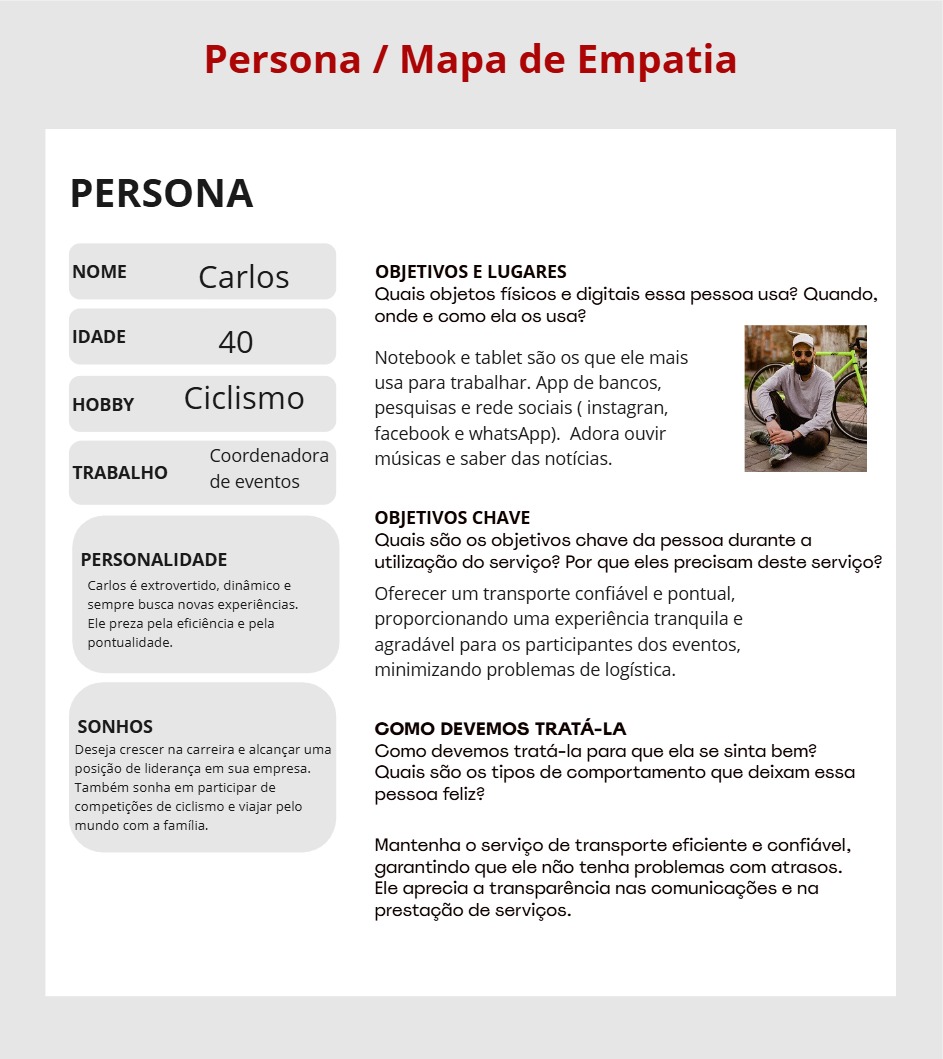 Persona / Mapa de Empatia
PERSONA
NOME
Carlos
IDADE
40
HOBBY
Ciclismo
TRABALHO
Coordenadora
de eventos
PERSONALIDADE
Carlos é extrovertido, dinâmico e
sempre busca novas experiências.
Ele preza pela eficiência e pela
pontualidade.
SONHOS
Deseja crescer na carreira e alcançar uma
posição de liderança em sua empresa.
Também sonha em participar de
competições de ciclismo e viajar pelo
mundo com a família.
OBJETIVOS E LUGARES
Quais objetos físicos e digitais essa pessoa usa? Quando,
onde e como ela os usa?
Notebook e tablet são os que ele mais
usa para trabalhar. App de bancos,
pesquisas e rede sociais ( instagran,
facebook e whatsApp).  Adora ouvir
músicas e saber das notícias.
OBJETIVOS CHAVE
Quais são os objetivos chave da pessoa durante a
utilização do serviço? Por que eles precisam deste serviço?
Oferecer um transporte confiável e pontual,
proporcionando uma experiência tranquila e
agradável para os participantes dos eventos,
minimizando problemas de logística.
COMO DEVEMOS TRATÁ-LA
Como devemos tratá-la para que ela se sinta bem?
Quais são os tipos de comportamento que deixam essa
pessoa feliz?
Mantenha o serviço de transporte eficiente e confiável,
garantindo que ele não tenha problemas com atrasos.
Ele aprecia a transparência nas comunicações e na
prestação de serviços.